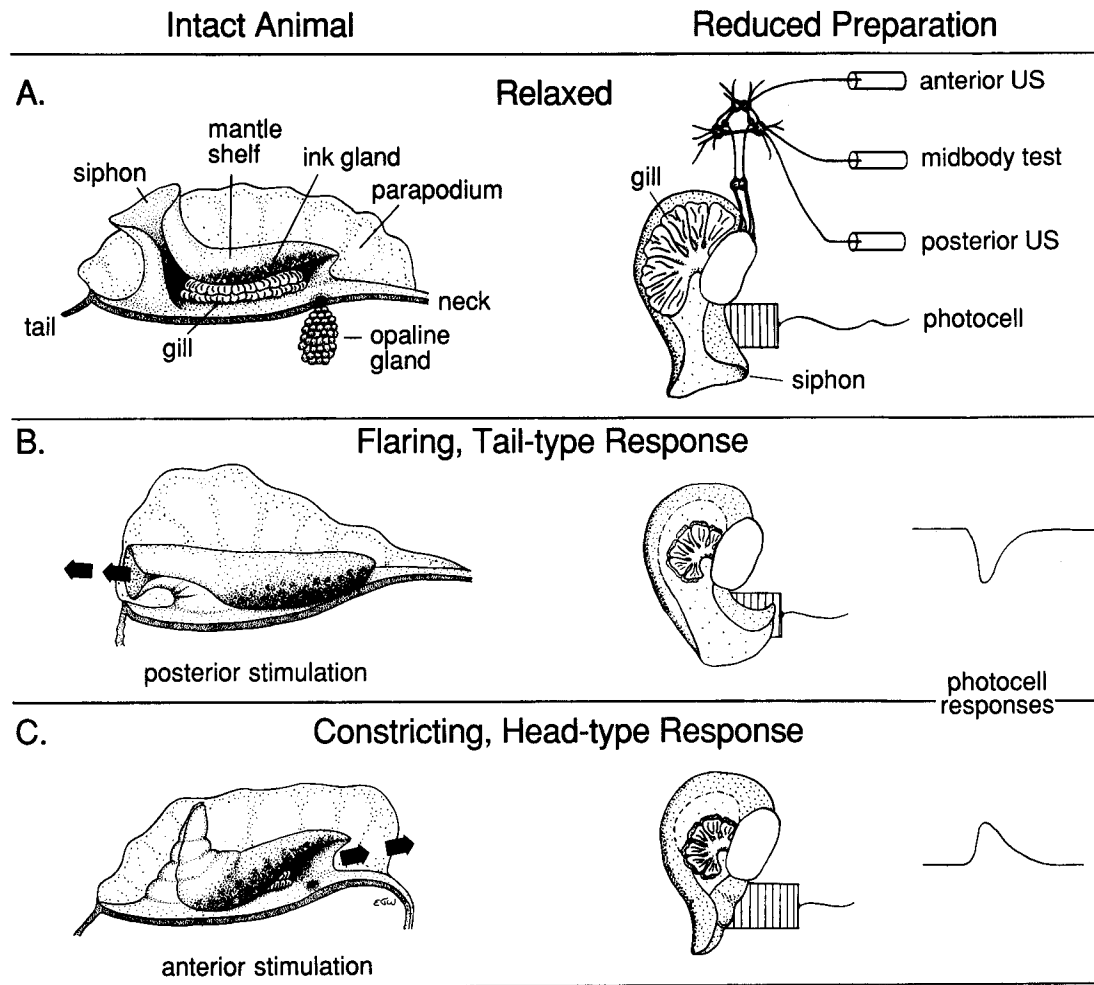 Intact Animal
Reduced Preparation
A.
Relaxed
siphon
mantle
shelf
ink gland
parapodium
tail
gill
neck
opaline
gland
gill
anterior US
midbody test
posterior US
photocell
siphon
B.
Flaring, Tail-type Response
posterior stimulation
photocell
responses
C.
Constricting, Head-type Response
EGW
anterior stimulation